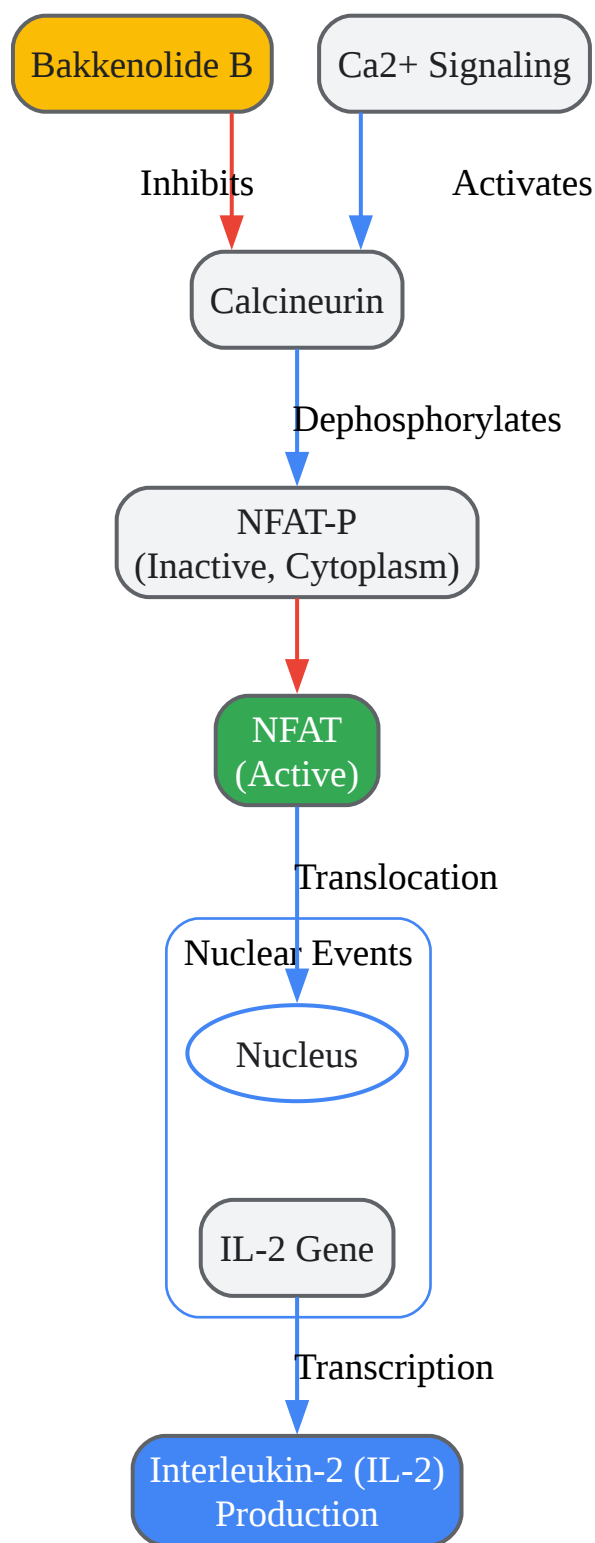 Bakkenolide B
Ca2+ Signaling
Inhibits
Activates
Calcineurin
Dephosphorylates
NFAT-P
(Inactive, Cytoplasm)
NFAT
(Active)
Translocation
Nuclear Events
Nucleus
IL-2 Gene
Transcription
Interleukin-2 (IL-2)
Production